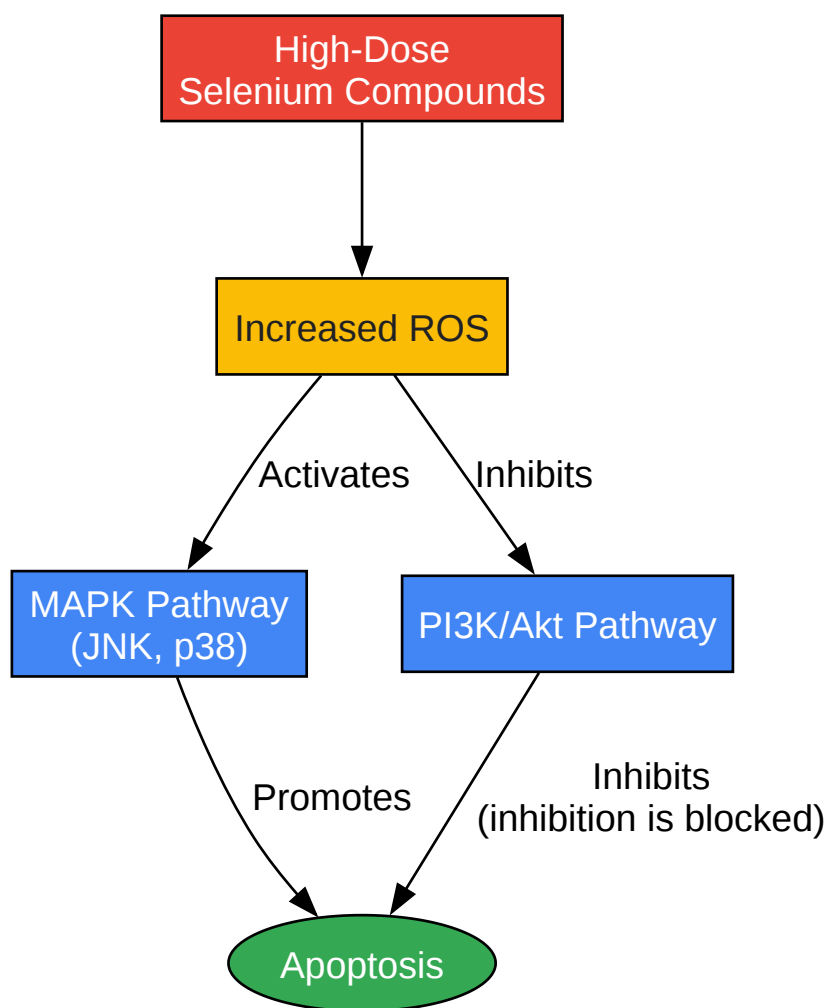 High-Dose
Selenium Compounds
Increased ROS
Activates
Inhibits
MAPK Pathway
(JNK, p38)
PI3K/Akt Pathway
Promotes
Inhibits
(inhibition is blocked)
Apoptosis